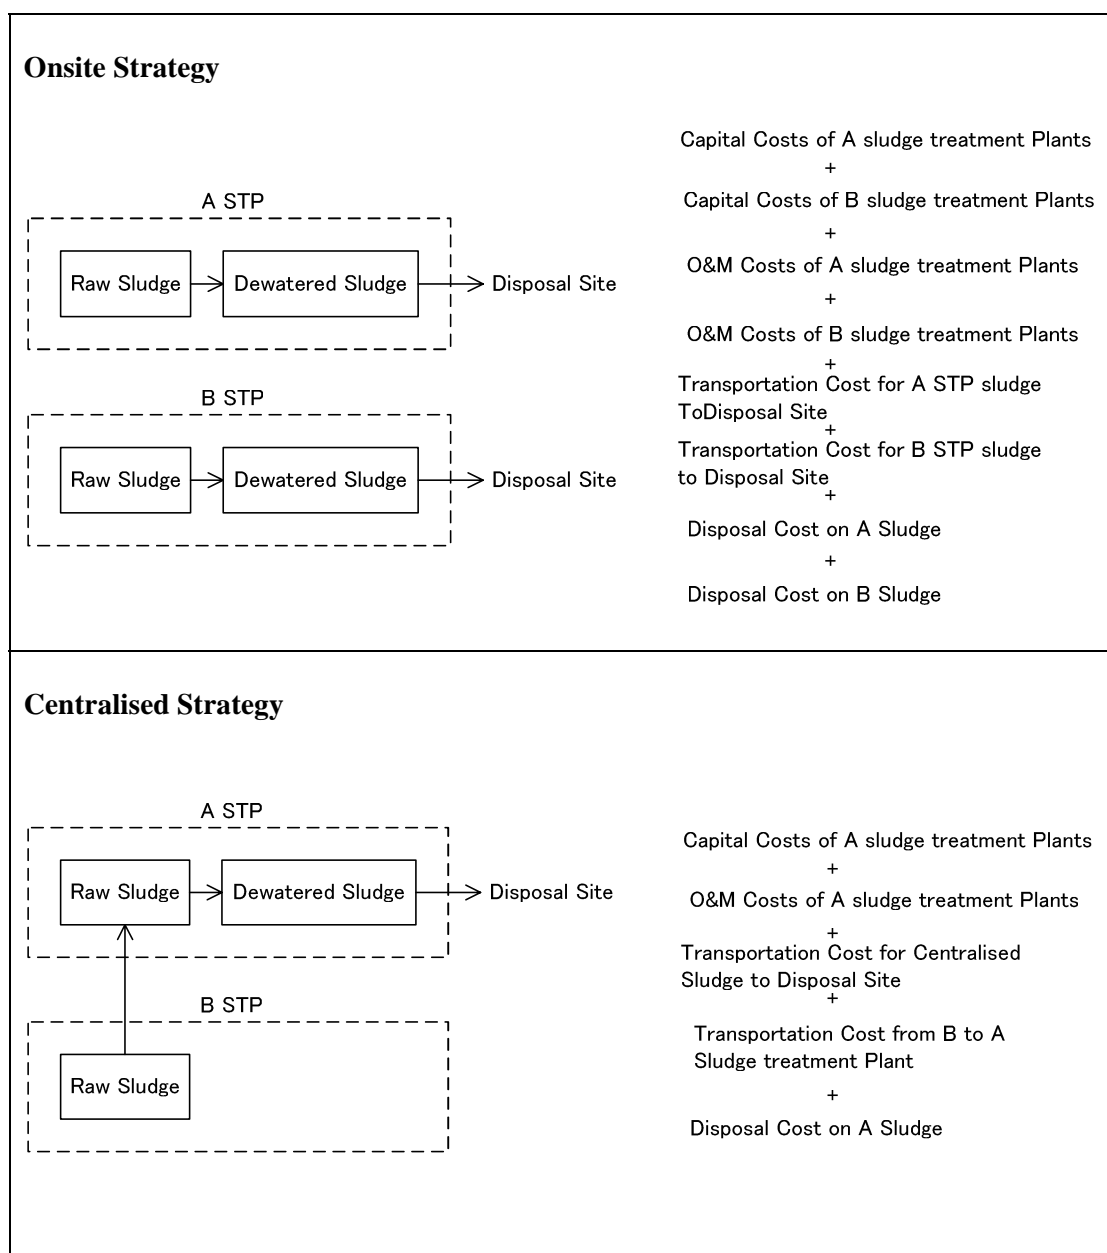 Onsite Strategy
A STP
Raw Sludge
Dewatered Sludge
Disposal Site
B STP
Raw Sludge
Dewatered Sludge
Disposal Site
Capital Costs of A sludge treatment Plants
+
Capital Costs of B sludge treatment Plants
+
O&M Costs of A sludge treatment Plants
+
O&M Costs of B sludge treatment Plants
+
Transportation Cost for A STP sludge
ToDisposal Site
+
Transportation Cost for B STP sludge
to Disposal Site
+
Disposal Cost on A Sludge
+
Disposal Cost on B Sludge
Centralised Strategy
A STP
Raw Sludge
Dewatered Sludge
Disposal Site
B STP
Raw Sludge
Capital Costs of A sludge treatment Plants
+
O&M Costs of A sludge treatment Plants
+
Transportation Cost for Centralised
Sludge to Disposal Site
+
Transportation Cost from B to A
Sludge treatment Plant
+
Disposal Cost on A Sludge